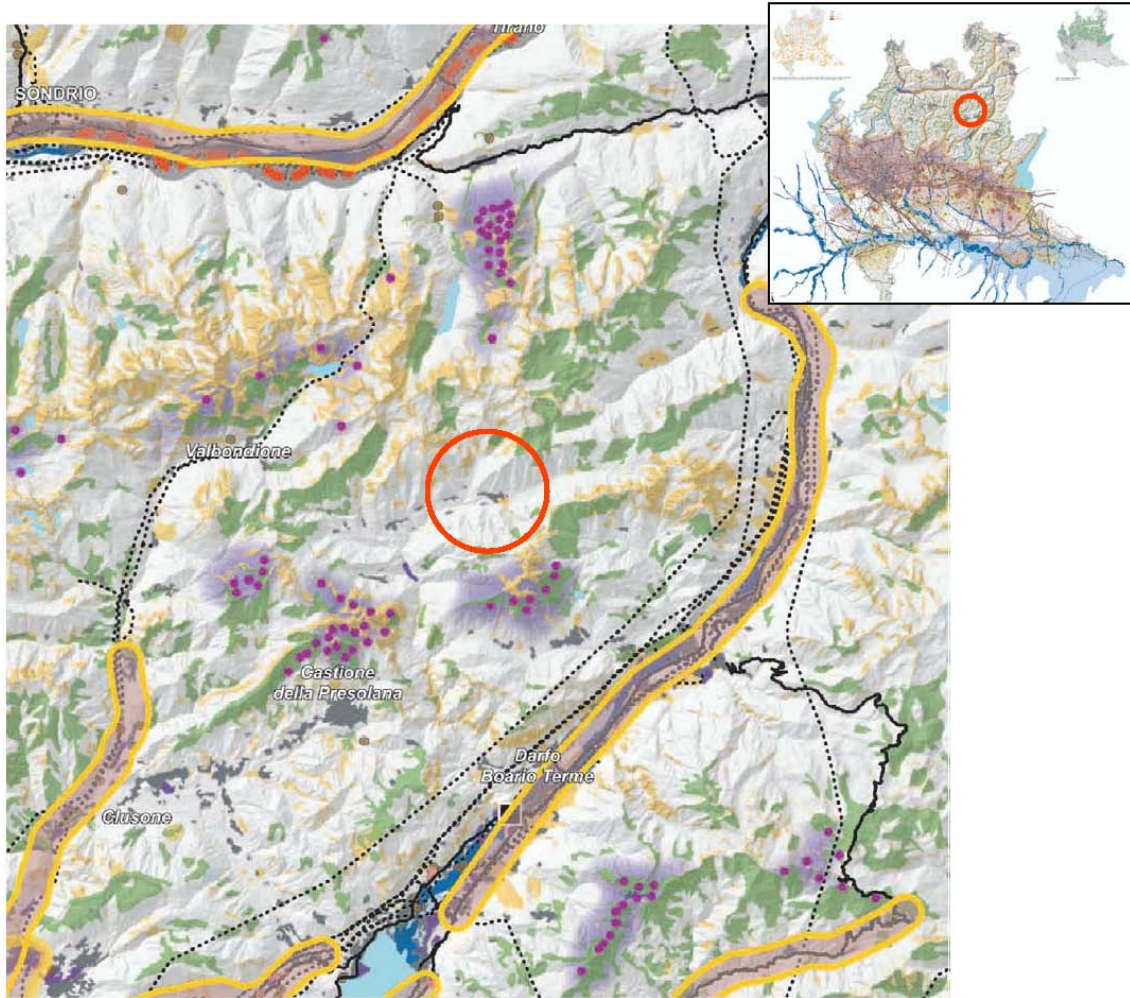 Tirano
SONDRIO
Valbondione
Castione
della Presolana
Darfo
Boario Terme
Clusone